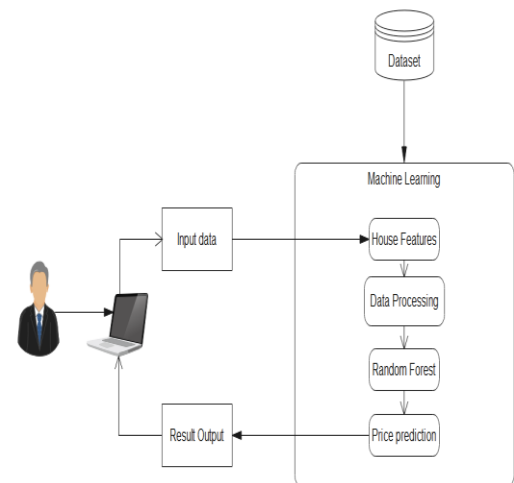 Dataset
Machine Learning
Input data
House Features
Data Processing
Random Forest
Result Output
Price prediction